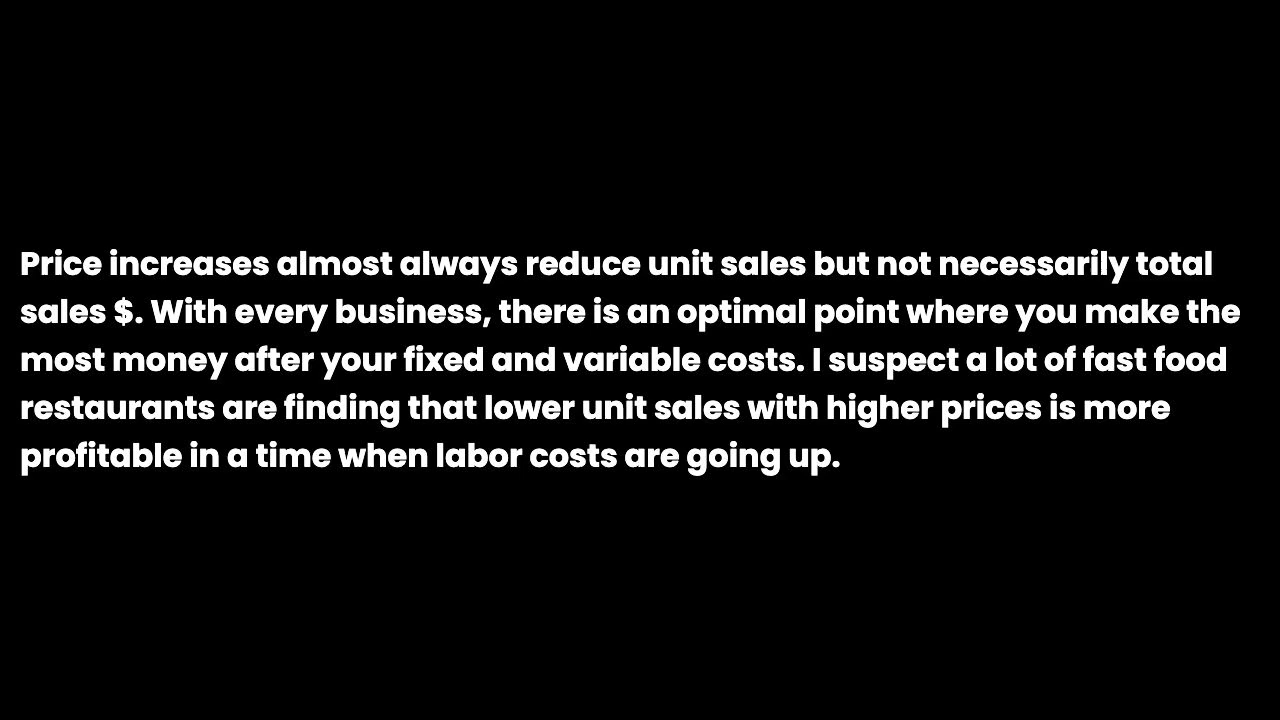 Price increases almost always reduce unit sales but not necessarily total
sales $. With every business, there is an optimal point where you make the
most money after your fixed and variable costs. I suspect a lot of fast food
restaurants are finding that lower unit sales with higher prices is more
profitable in a time when labor costs are going up.